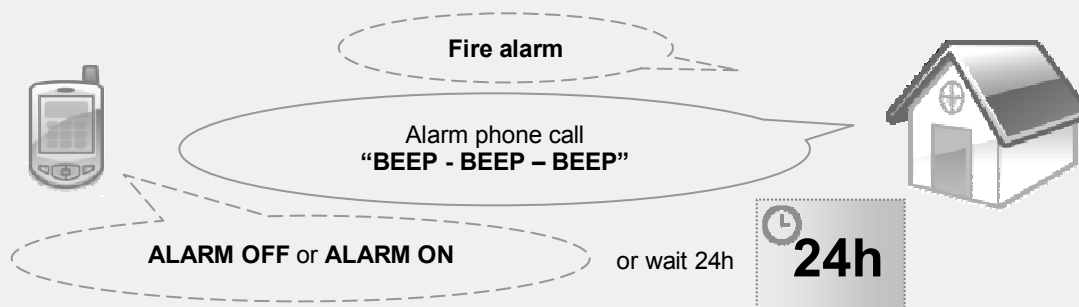 Fire alarm
Alarm phone call
“BEEP - BEEP – BEEP”
ALARM OFF or ALARM ON
or wait 24h
24h